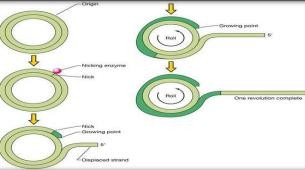 Origin
Nicking enzyme
Nick
Nick
Growing point
5'
Displaced strand
Growing point
Roll
5'
Roll
One revolution complete